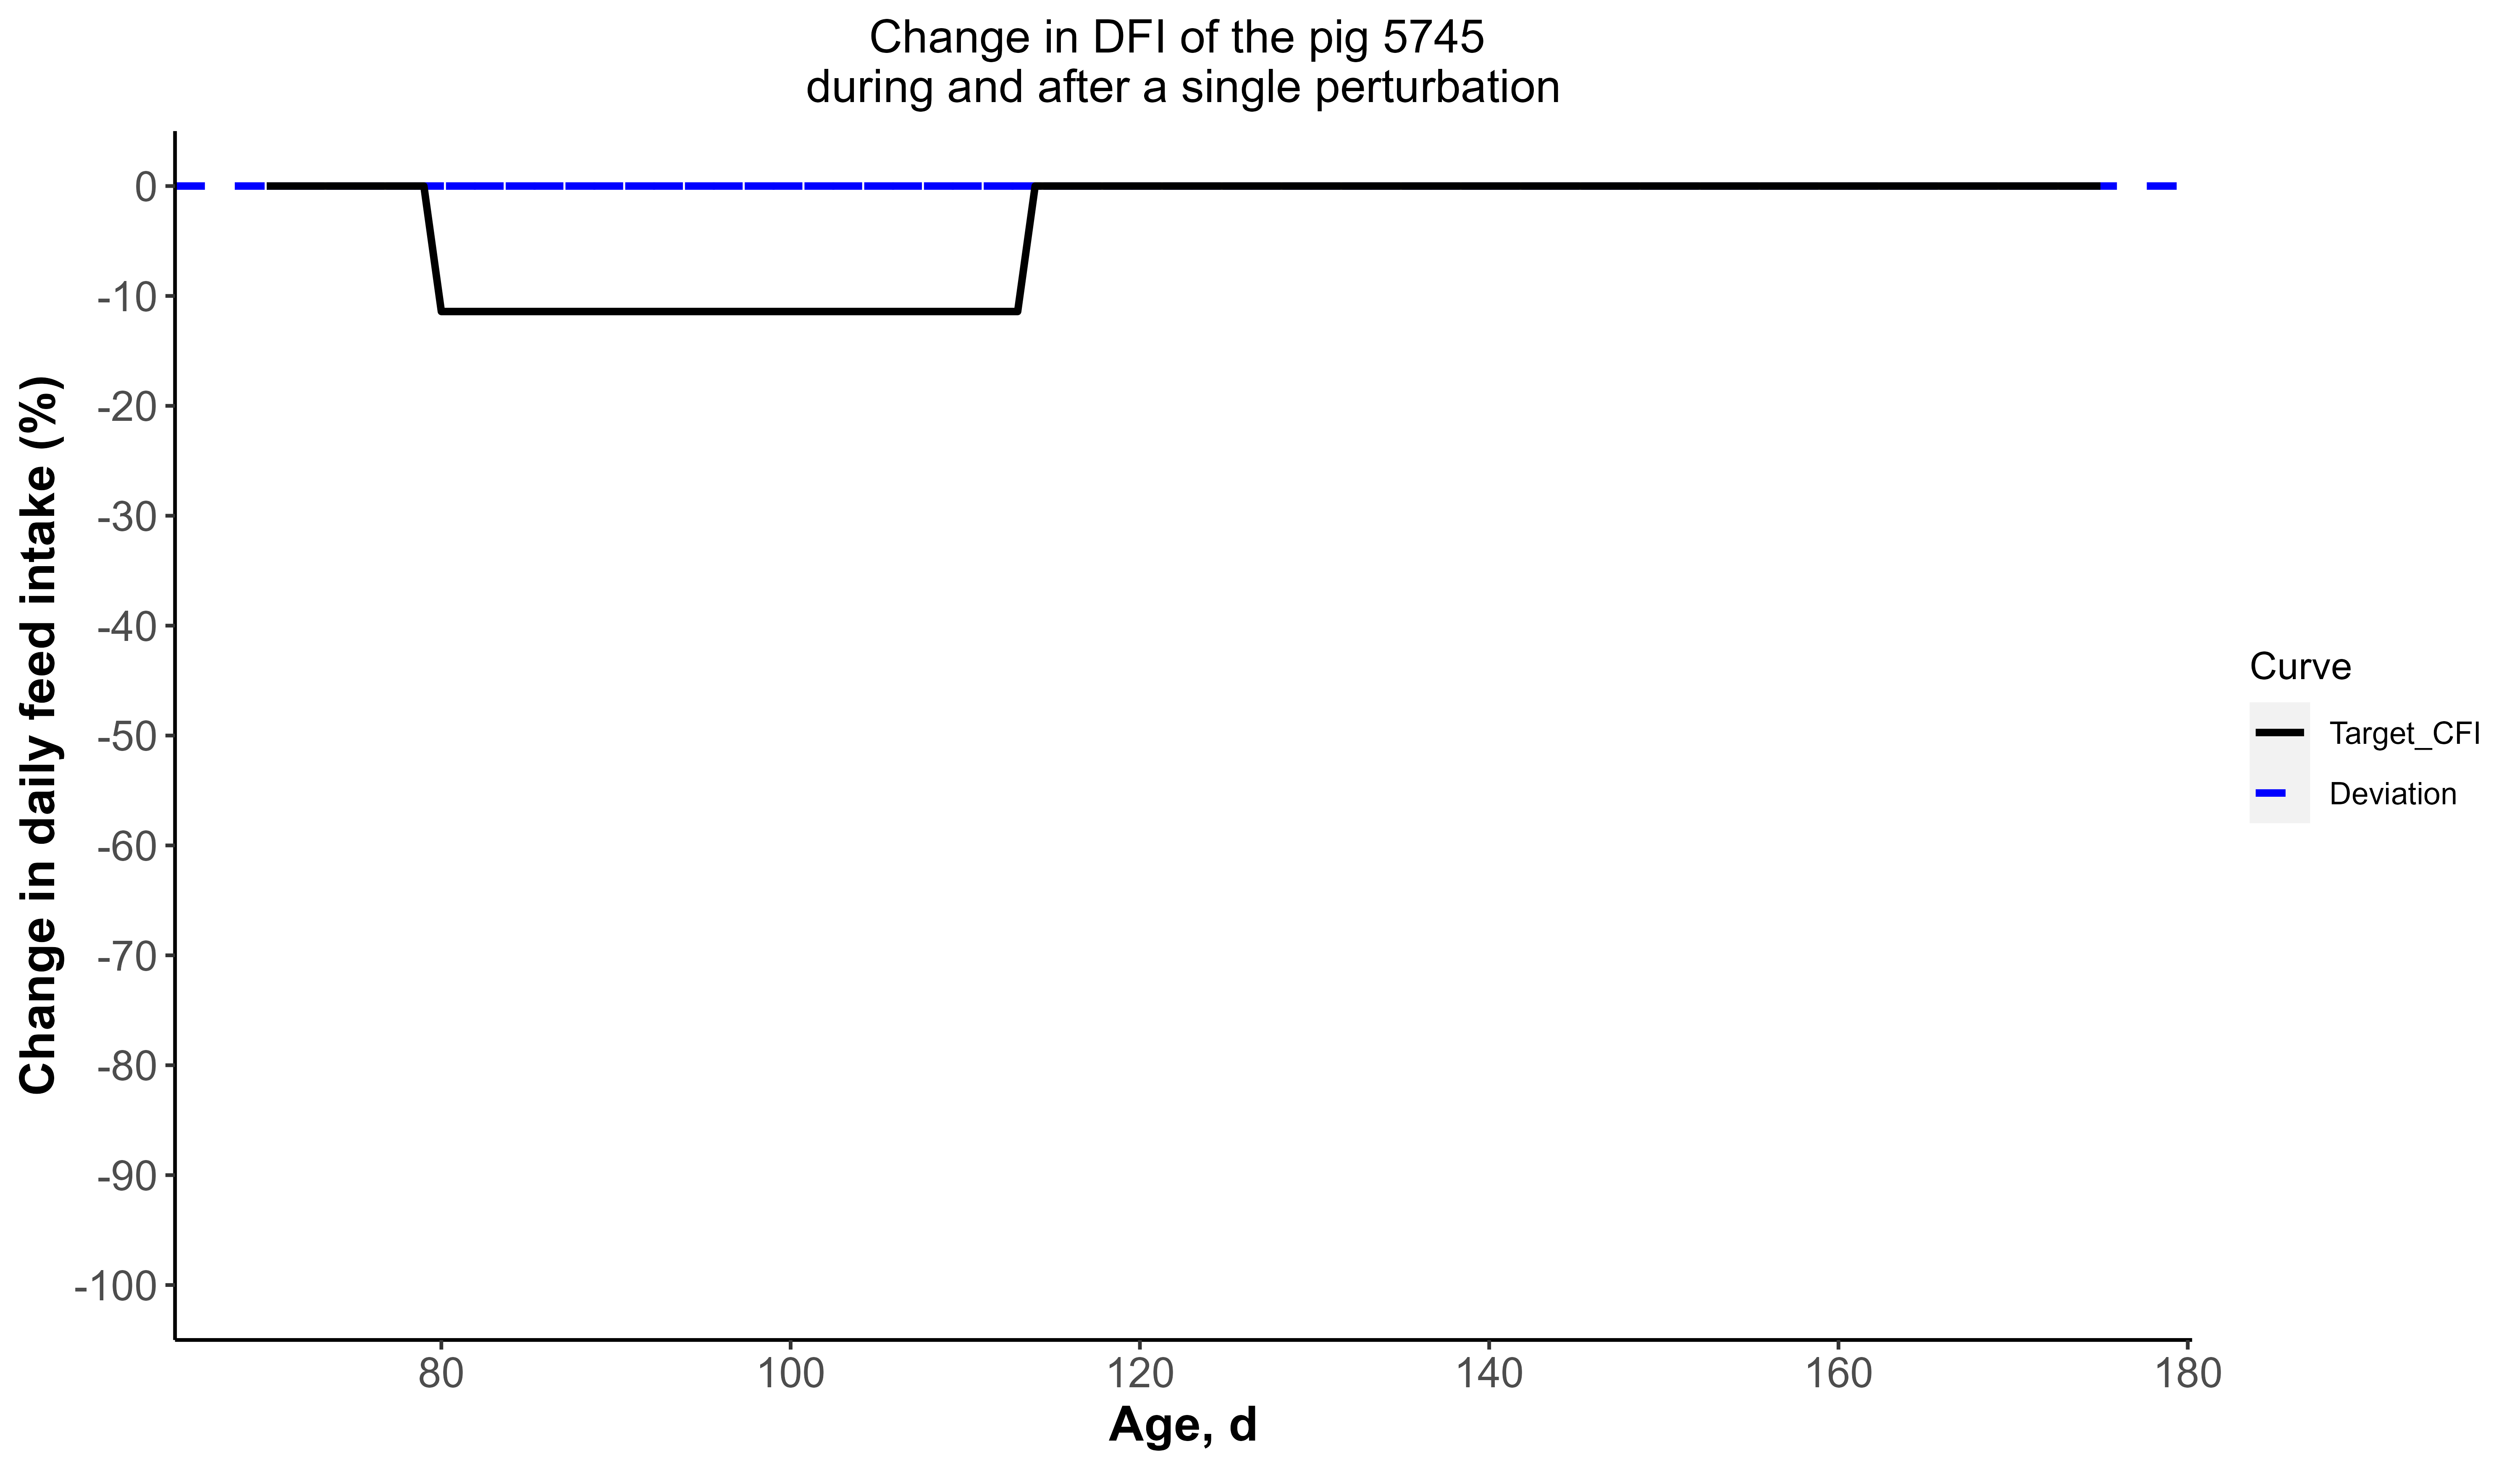 Change in DFI of the pig 5745
during and after a single perturbation
Change in daily feed intake (%)
0
-10
-20
-30
-40
-50
-60
-70
-80
-90
-100
80
100
120
140
160
180
Age, d
Curve
Target_CFI
Deviation